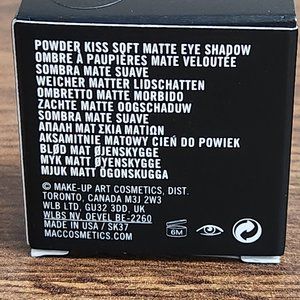 POWDER KISS SOFT MATTE EYE SHADOW
OMBRE À PAUPIÈRES MATE VELOUTÉE
SOMBRA MATE SUAVE
WEICHER MATTER LIDSCHATTEN
OMBRETTO MATTE MORBIDO
ZACHTE MATTE OOGSCHADUW
SOMBRA MATE SUAVE
ΑΠΑΛΗ ΜΑΤ ΣΚΙΑ ΜΑΤΙΩΝ
AKSAMITNIE MATOWY CIEŃ DO POWIEK
BLØD MAT ØJENSKYGGE
MYK MATT ØYENSKYGGE
MJUK MATT ÖGONSKUGGA
© MAKE-UP ART COSMETICS, DIST.
TORONTO, CANADA M3J 2W3
WLB LTD, GU32 3DD, UK
WLBS NV, OEVEL BE-2260
MADE IN USA / SK37
MACCOSMETICS.COM
6M